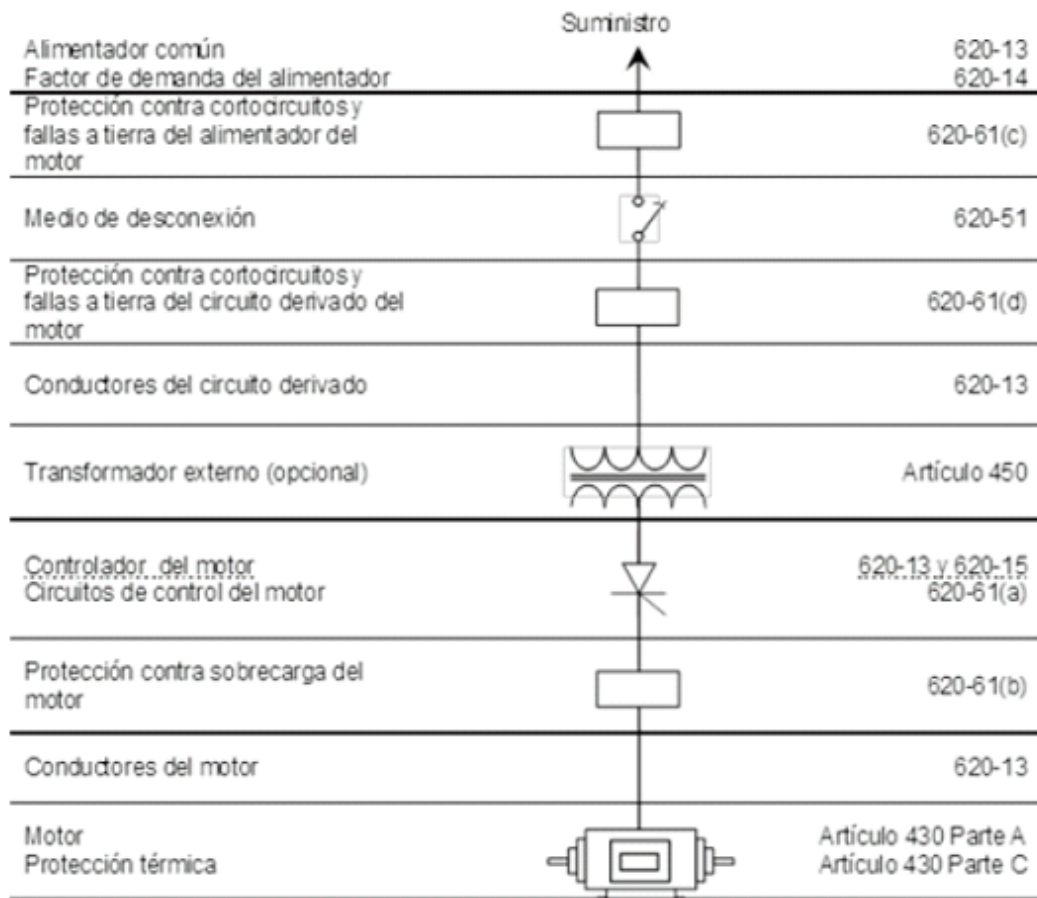 Suministro
Alimentador común 620-13
Factor de demanda del alimentador 620-14
Protección contra cortocircuitos y
fallas a tierra del alimentador del 620-61(c)
motor
Medio de desconexión 620-51
Protección contra cortocircuitos y
fallas a tierra del circuito derivado del 620-61(d)
motor
Conductores del circuito derivado 620-13
Transformador externo (opcional) Artículo 450
Controlador del motor 620-13 y 620-15
Circuitos de control del motor 620-61(a)
Protección contra sobrecarga del
motor 620-61(b)
Conductores del motor 620-13
Motor Artículo 430 Parte A
Protección térmica Artículo 430 Parte C